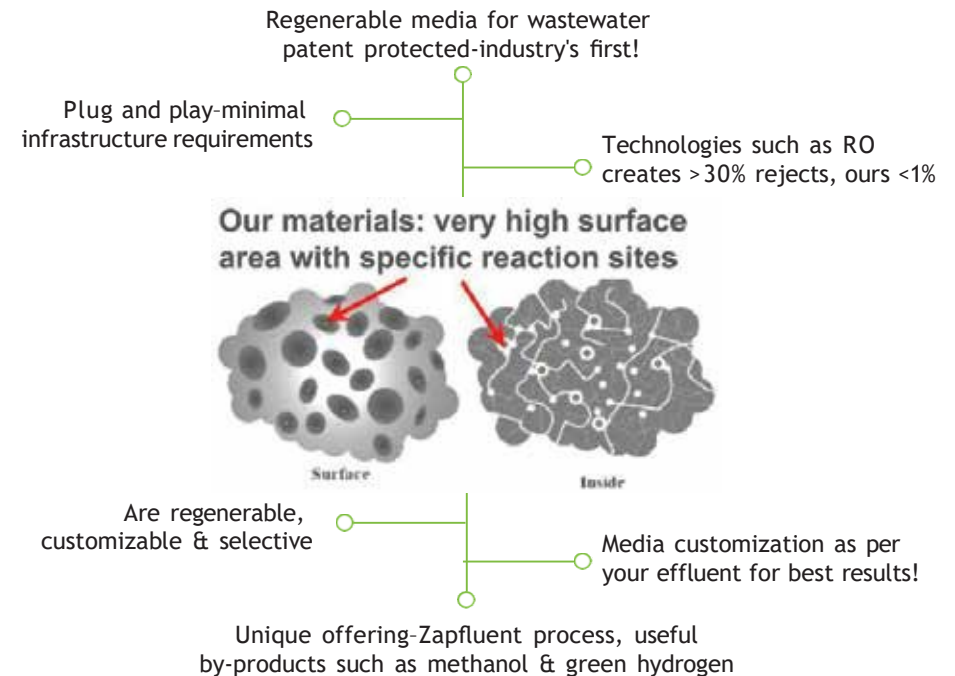 Regenerable media for wastewater
patent protected-industry's first!
Plug and play-minimal
infrastructure requirements
Technologies such as RO
creates >30% rejects, ours <1%
Our materials: very high surface
area with specific reaction sites
Surface
Inside
Are regenerable,
customizable & selective
Media customization as per
your effluent for best results!
Unique offering-Zapfluent process, useful
by-products such as methanol & green hydrogen